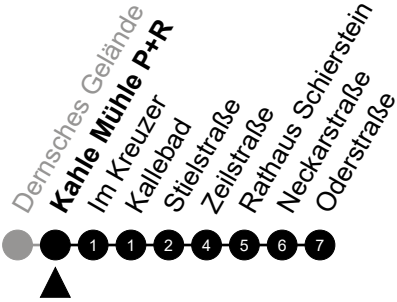 Dernsches Gelände
Kahle Mühle P+R
Im Kreuzer
Kallebad
Stielstraße
Zeilstraße
Rathaus Schierstein
Neckarstraße
Oderstraße
1 1 2 4 5 6 7